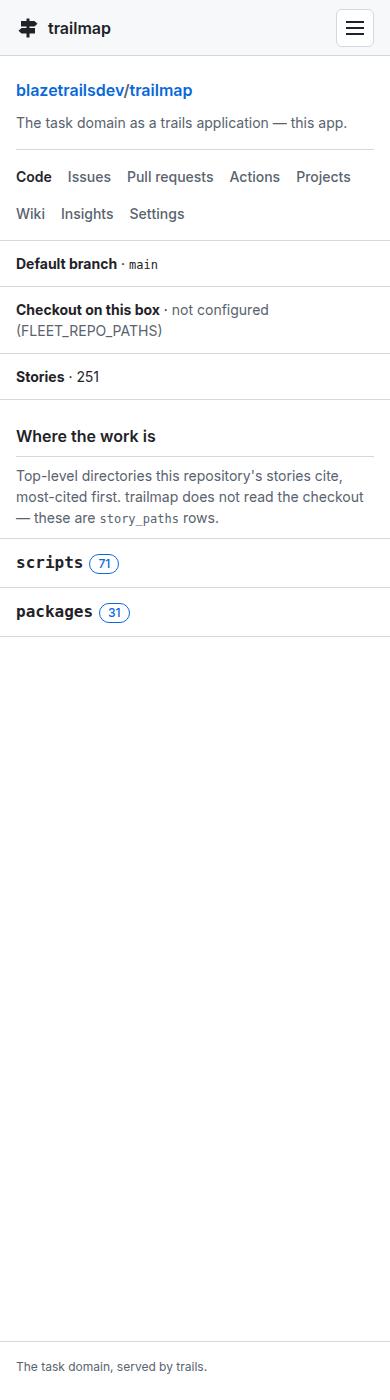 trailmap
blazetrailsdev/trailmap
The task domain as a trails application — this app.
Code Issues Pull requests Actions Projects
Wiki Insights Settings
Default branch · main
Checkout on this box · not configured
(FLEET_REPO_PATHS)
Stories · 251
Where the work is
Top-level directories this repository's stories cite,
most-cited first. trailmap does not read the checkout
— these are story_paths rows.
scripts 71
packages 31
The task domain, served by trails.